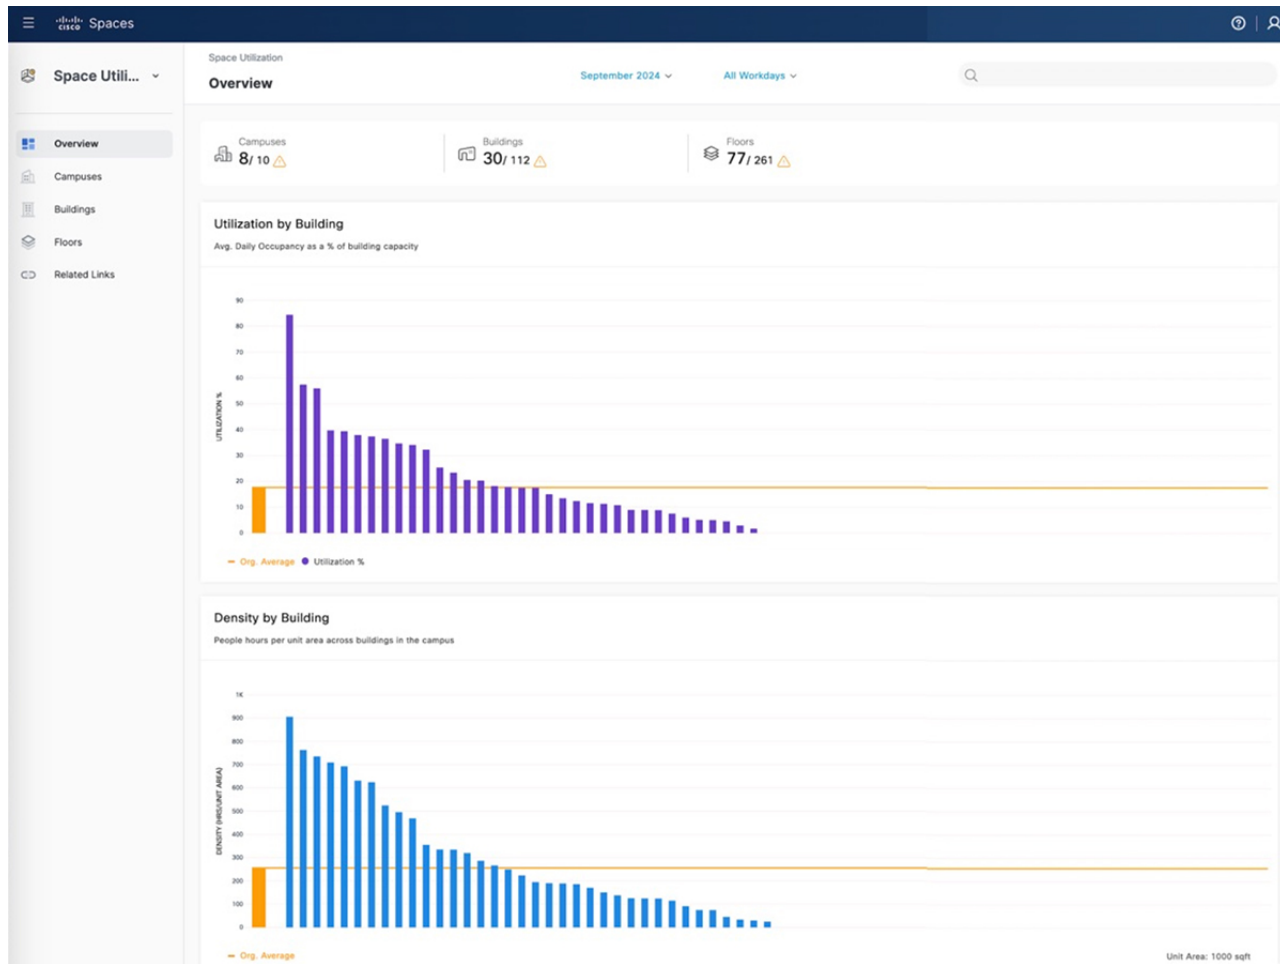 cisco Spaces
Space Utili...
Overview
Campuses
Buildings
Floors
Related Links
Space Utilization
Overview
September 2024
All Workdays
Campuses
8/ 10
Buildings
30/ 112
Floors
77/ 261
Utilization by Building
Avg. Daily Occupancy as a % of building capacity
UTILIZATION %
90
80
70
60
50
40
30
20
10
0
Org. Average
Utilization %
Density by Building
People hours per unit area across buildings in the campus
DENSITY (HRS/UNIT AREA)
1K
900
800
700
600
500
400
300
200
100
0
Org. Average
Unit Area: 1000 sqft